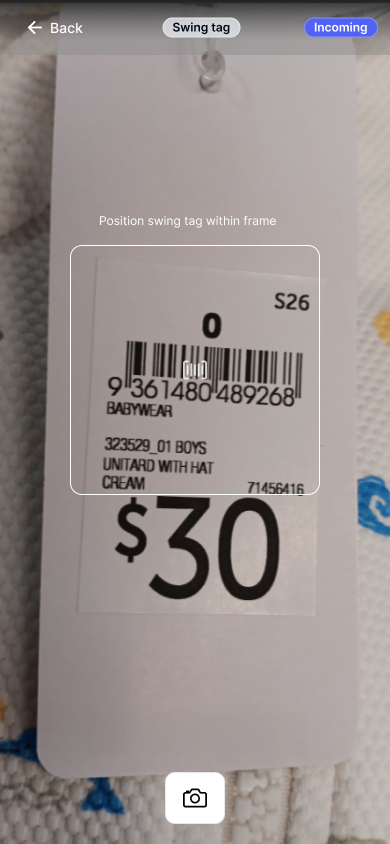 Back
Swing tag
Incoming
Position swing tag within frame
S26
0
9 361480 489268
BABYWEAR
323529_01 BOYS
UNITARD WITH HAT
CREAM 71456416
$30